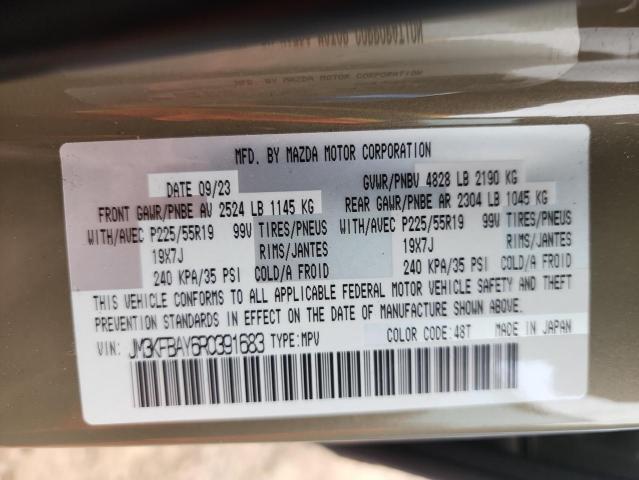 MFD. BY MAZDA MOTOR CORPORATION
DATE 09/23 GVWR/PNBV 4828 LB 2190 KG
FRONT GAWR/PNBE AV 2524 LB 1145 KG REAR GAWR/PNBE AR 2304 LB 1045 KG
WITH/AVEC P225/55R19 99V TIRES/PNEUS WITH/AVEC P225/55R19 99V TIRES/PNEUS
19X7J RIMS/JANTES 19X7J RIMS/JANTES
240 KPA/35 PSI COLD/A FROID 240 KPA/35 PSI COLD/A FROID
THIS VEHICLE CONFORMS TO ALL APPLICABLE FEDERAL MOTOR VEHICLE SAFETY AND THEFT
PREVENTION STANDARDS IN EFFECT ON THE DATE OF MANUFACTURE SHOWN ABOVE.
VIN: JM3KFBAY6R0391683 TYPE:MPV COLOR CODE:4ST MADE IN JAPAN